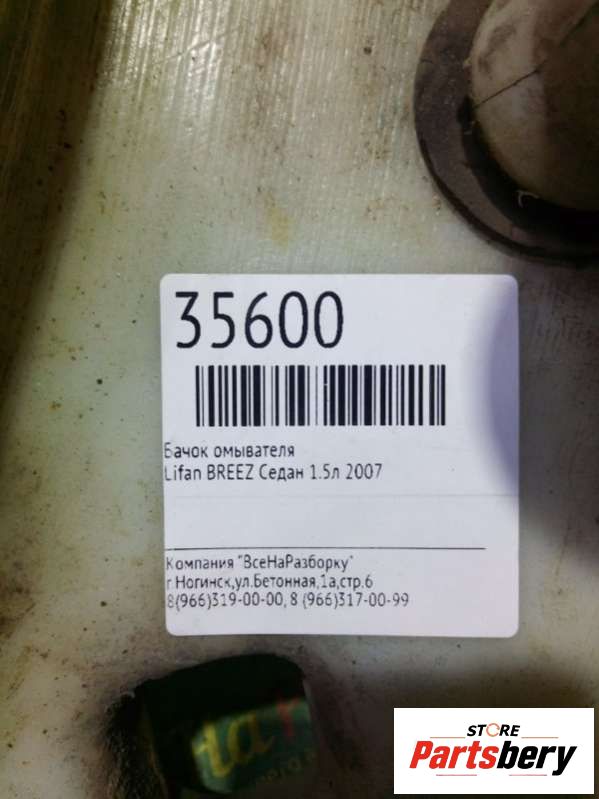 35600
Бачок омывателя
Lifan BREEZ Седан 1.5л 2007
Компания "ВсеНаРазборку"
г.Ногинск,ул.Бетонная,1а,стр.6
8(966)319-00-00, 8 (966)317-00-99
STORE
Partsbery